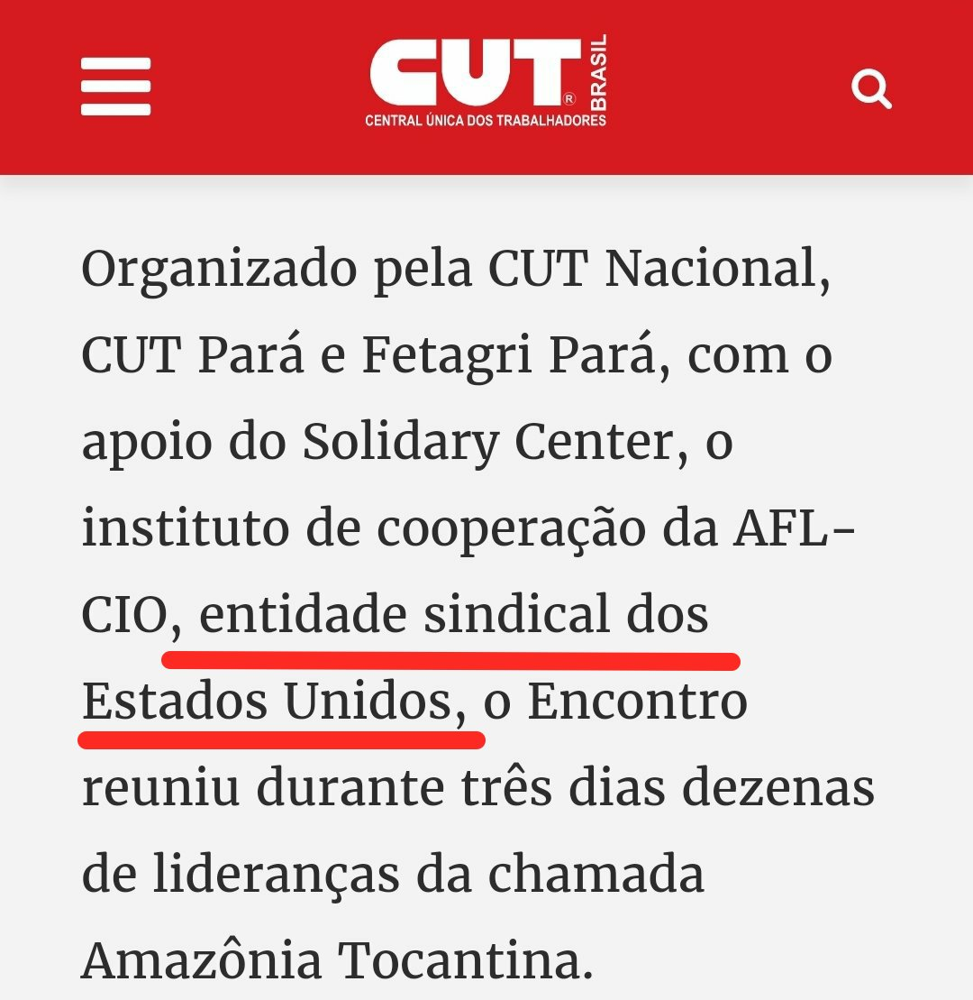 CUT®
BRASIL
CENTRAL ÚNICA DOS TRABALHADORES
Organizado pela CUT Nacional,
CUT Pará e Fetagri Pará, com o
apoio do Solidary Center, o
instituto de cooperação da AFL-
CIO, entidade sindical dos
Estados Unidos, o Encontro
reuniu durante três dias dezenas
de lideranças da chamada
Amazônia Tocantina.